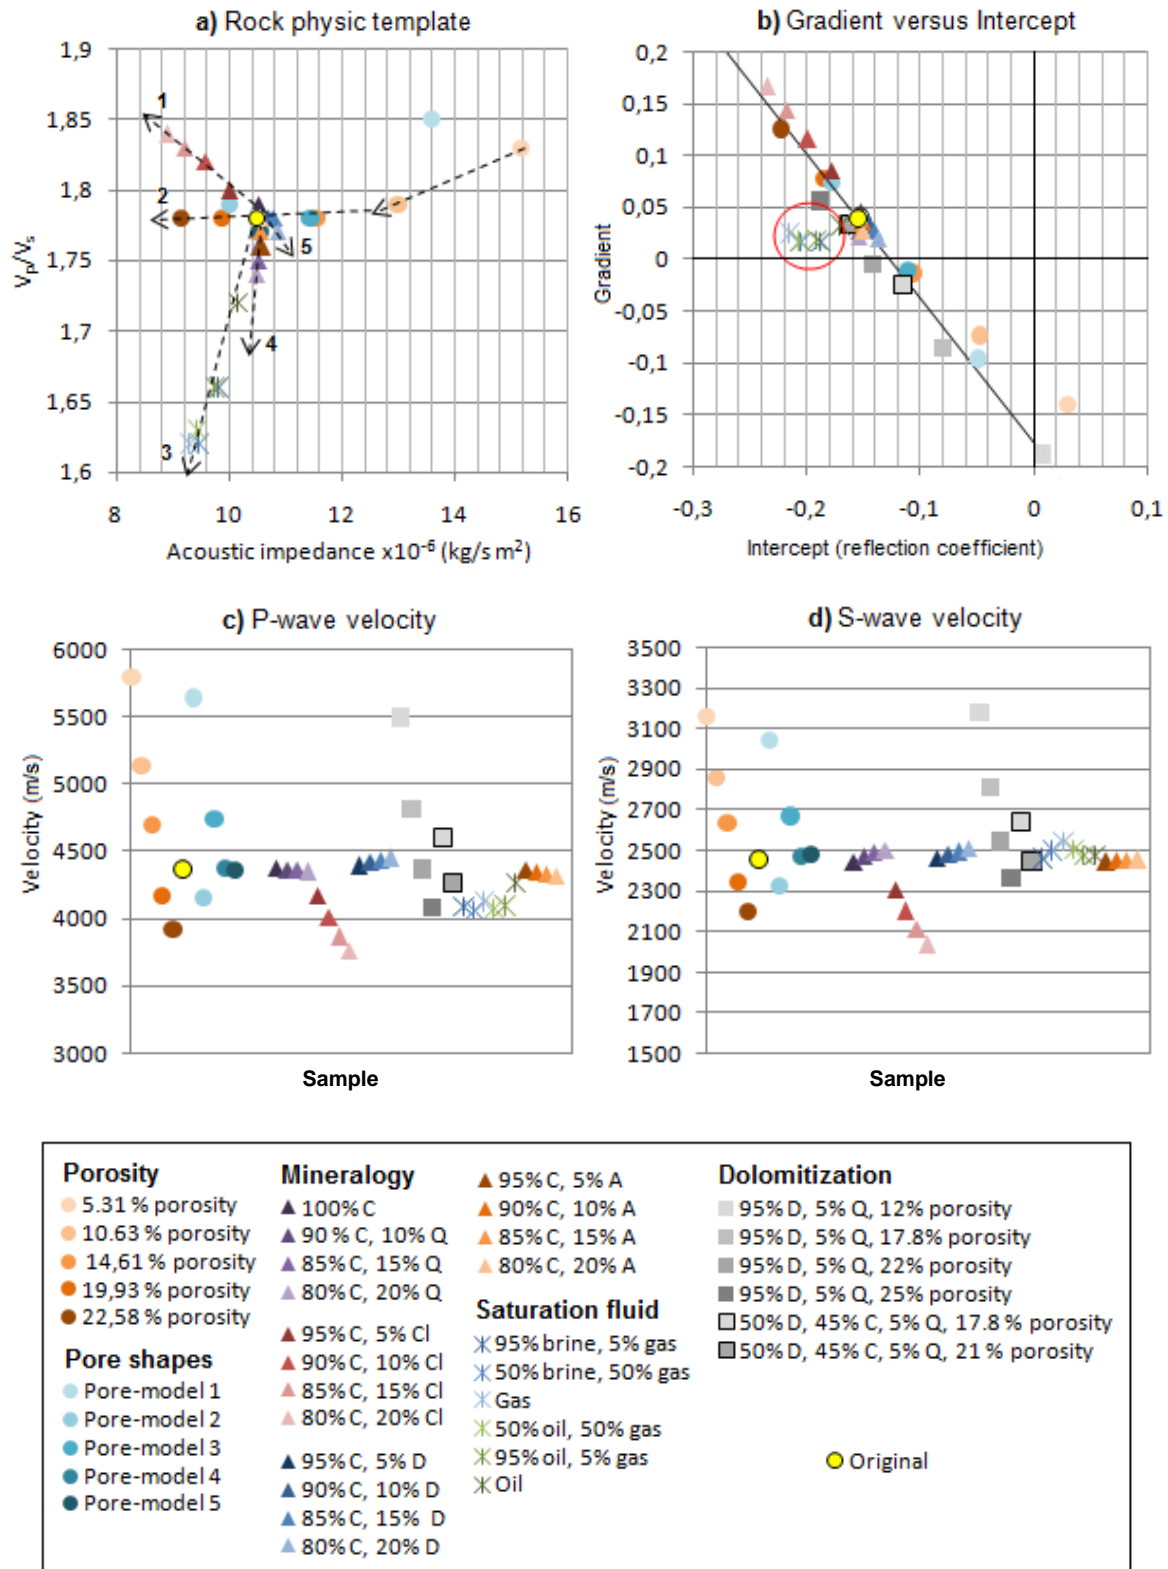 a) Rock physic template
1,9
1,85
1,8
1,75
1,7
1,65
1,6
Vp/Vs
1
2
3
4
5
8 10 12 14 16
Acoustic impedance x10-6 (kg/s m2)
b) Gradient versus Intercept
0,2
0,15
0,1
0,05
0
-0,05
-0,1
-0,15
-0,2
Gradient
-0,3 -0,2 -0,1 0 0,1
Intercept (reflection coefficient)
c) P-wave velocity
6000
5500
5000
4500
4000
3500
3000
Velocity (m/s)
Sample
d) S-wave velocity
3500
3300
3100
2900
2700
2500
2300
2100
1900
1700
1500
Velocity (m/s)
Sample
Porosity
5.31 % porosity
10.63 % porosity
14,61 % porosity
19,93 % porosity
22,58 % porosity
Pore shapes
Pore-model 1
Pore-model 2
Pore-model 3
Pore-model 4
Pore-model 5
Mineralogy
100% C
90 % C, 10% Q
85% C, 15% Q
80% C, 20% Q
95% C, 5% Cl
90% C, 10% Cl
85% C, 15% Cl
80% C, 20% Cl
95% C, 5% D
90% C, 10% D
85% C, 15% D
80% C, 20% D
95% C, 5% A
90% C, 10% A
85% C, 15% A
80% C, 20% A
Saturation fluid
95% brine, 5% gas
50% brine, 50% gas
Gas
50% oil, 50% gas
95% oil, 5% gas
Oil
Dolomitization
95% D, 5% Q, 12% porosity
95% D, 5% Q, 17.8% porosity
95% D, 5% Q, 22% porosity
95% D, 5% Q, 25% porosity
50% D, 45% C, 5% Q, 17.8 % porosity
50% D, 45% C, 5% Q, 21 % porosity
Original